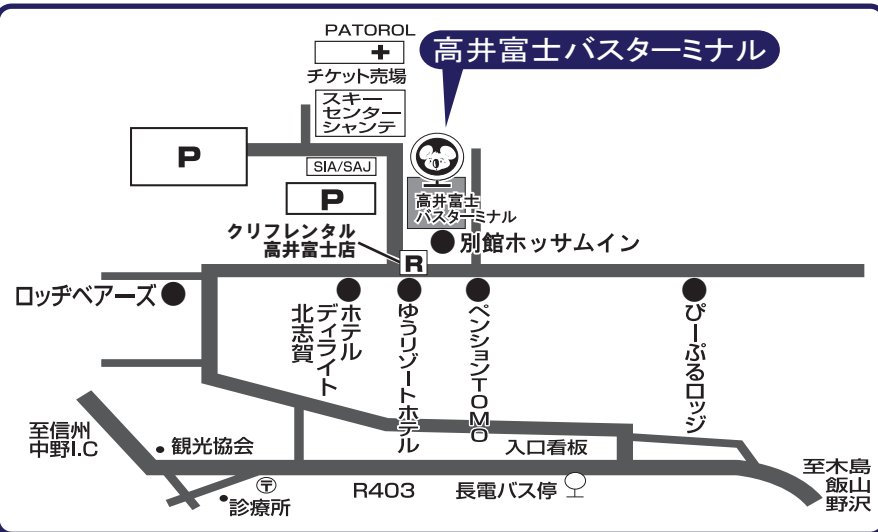 PATOROL
高井富士バスターミナル
チケット売場
スキー
センター
シャンテ
P
SIA/SAJ
P
高井富士
バスターミナル
クリフレンタル
高井富士店
別館ホッサムイン
R
ロッヂベアーズ
ホテル
ディライト
北志賀
ゆうリゾートホテル
ペンションTOMO
ぴーぷるロッジ
至信州
中野I.C
観光協会
入口看板
〒
診療所
R403
長電バス停
至木島
飯山
野沢